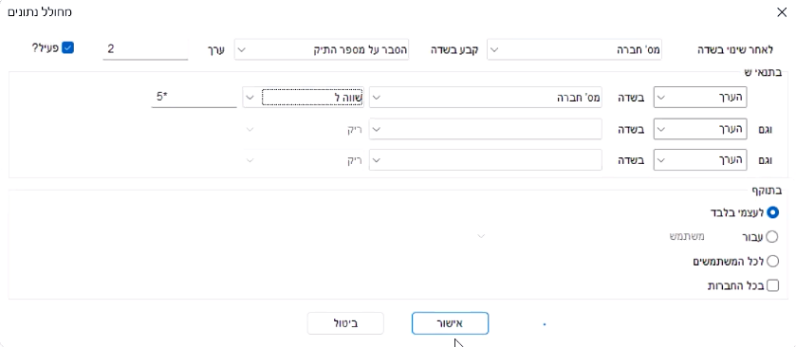 מחולל נתונים
לאחר שינוי בשדה מס' חברה קבע בשדה הסבר על מספר התיק ערך 2 פעיל?
בתנאי ש
הערך בשדה מס' חברה שווה ל 5*
וגם הערך בשדה ריק
וגם הערך בשדה ריק
בתוקף
לעצמי בלבד
עבור משתמש
לכל המשתמשים
בכל החברות
אישור ביטול